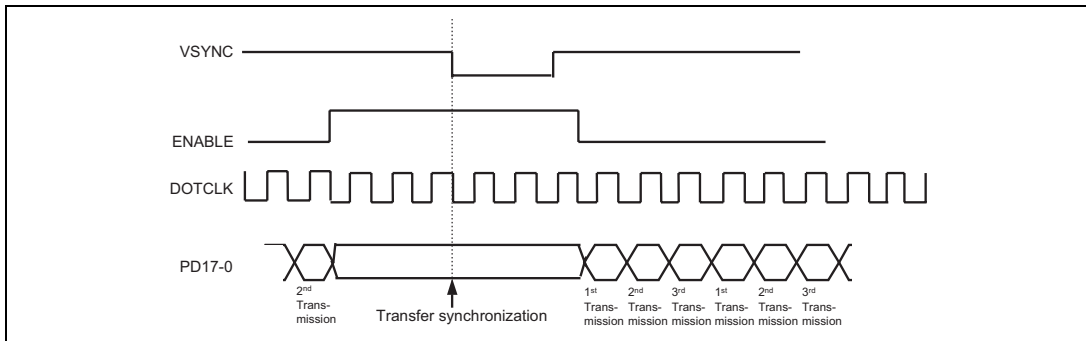 VSYNC
ENABLE
DOTCLK
PD17-0
2nd
Trans-
mission
Transfer synchronization
1st
Trans-
mission
2nd
Trans-
mission
3rd
Trans-
mission
1st
Trans-
mission
2nd
Trans-
mission
3rd
Trans-
mission